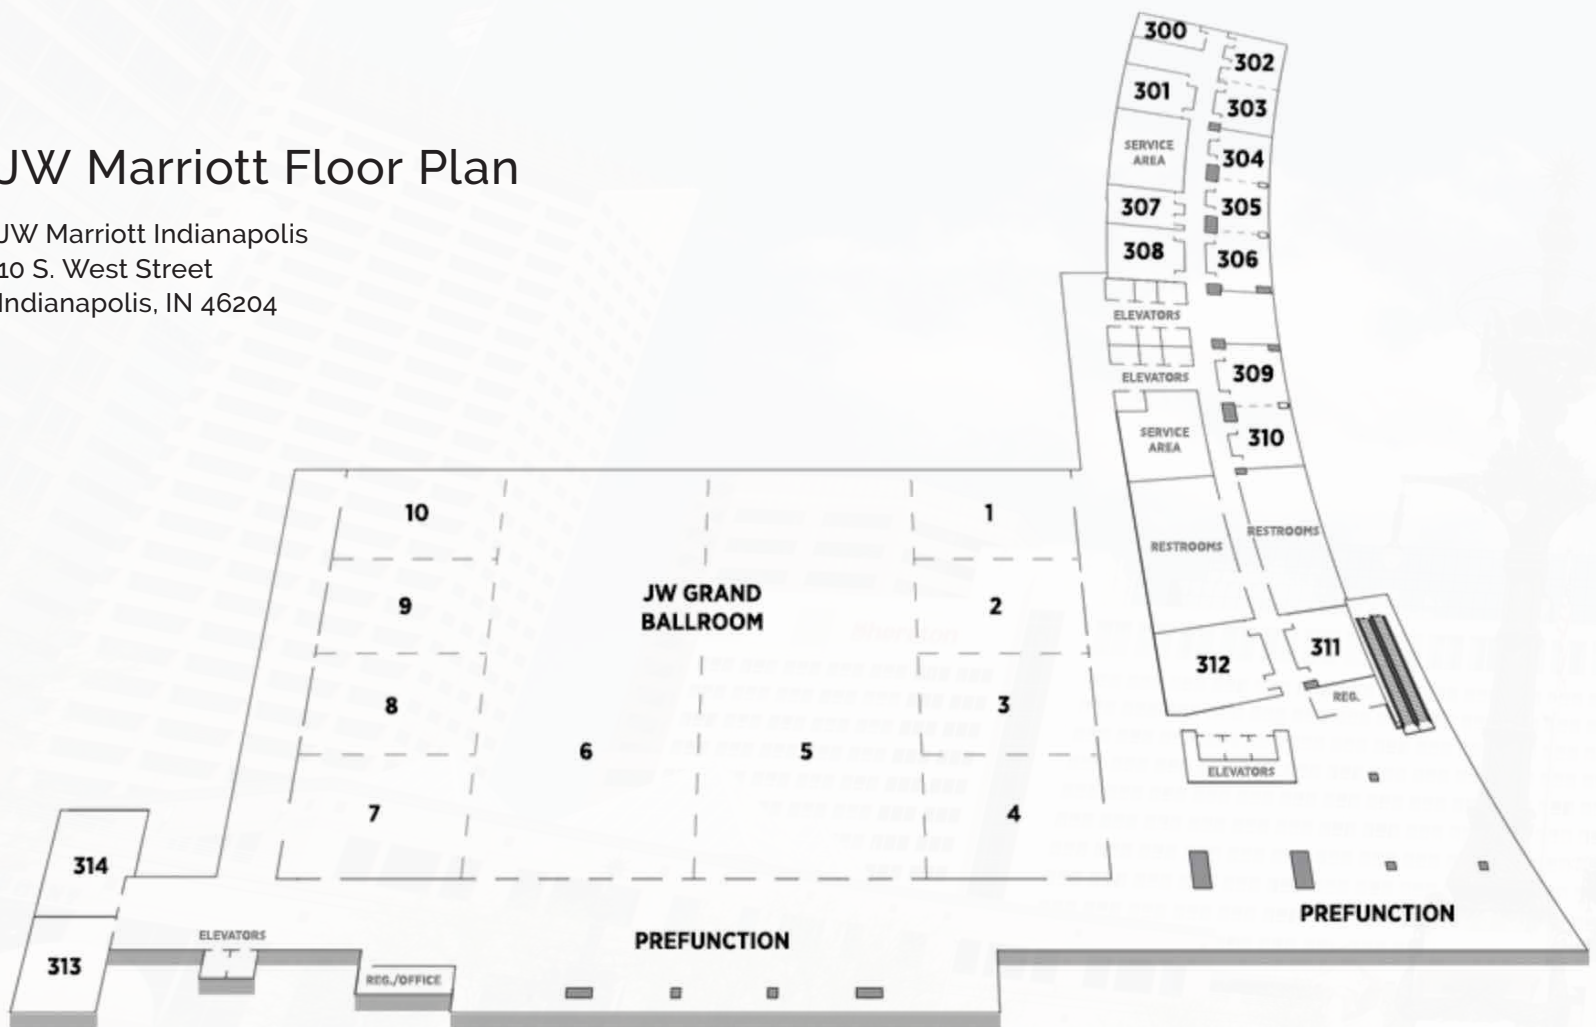 JW Marriott Floor Plan
JW Marriott Indianapolis
10 S. West Street
Indianapolis, IN 46204
300
302
301
303
SERVICE
AREA
304
307
305
308
306
ELEVATORS
ELEVATORS
309
SERVICE
AREA
310
RESTROOMS
RESTROOMS
312
311
REG.
ELEVATORS
10
1
9
JW GRAND
BALLROOM
2
8
3
6
5
7
4
314
313
ELEVATORS
REG./OFFICE
PREFUNCTION
PREFUNCTION